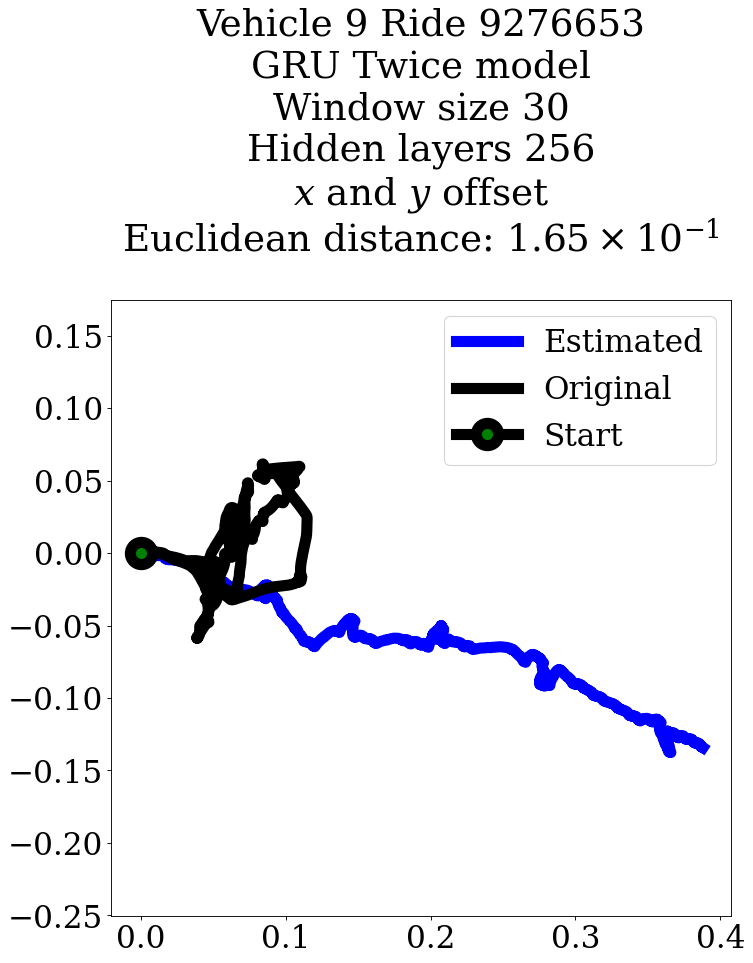 Vehicle 9 Ride 9276653
GRU Twice model
Window size 30
Hidden layers 256
x and y offset
Euclidean distance: 1.65 × 10⁻¹
Estimated
Original
Start
0.15
0.10
0.05
0.00
−0.05
−0.10
−0.15
−0.20
−0.25
0.0 0.1 0.2 0.3 0.4